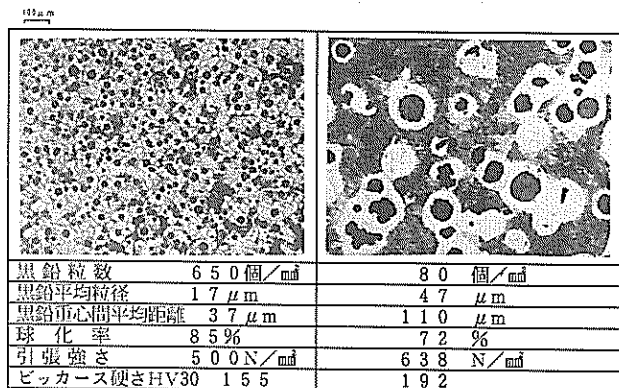 100μm
黒鉛粒数 650個/mm² 80 個/mm²
黒鉛平均粒径 17μm 47 μm
黒鉛重心間平均距離 37μm 110 μm
球化率 85% 72 %
引張強さ 500N/mm² 638 N/mm²
ビッカース硬さHV30 155 192